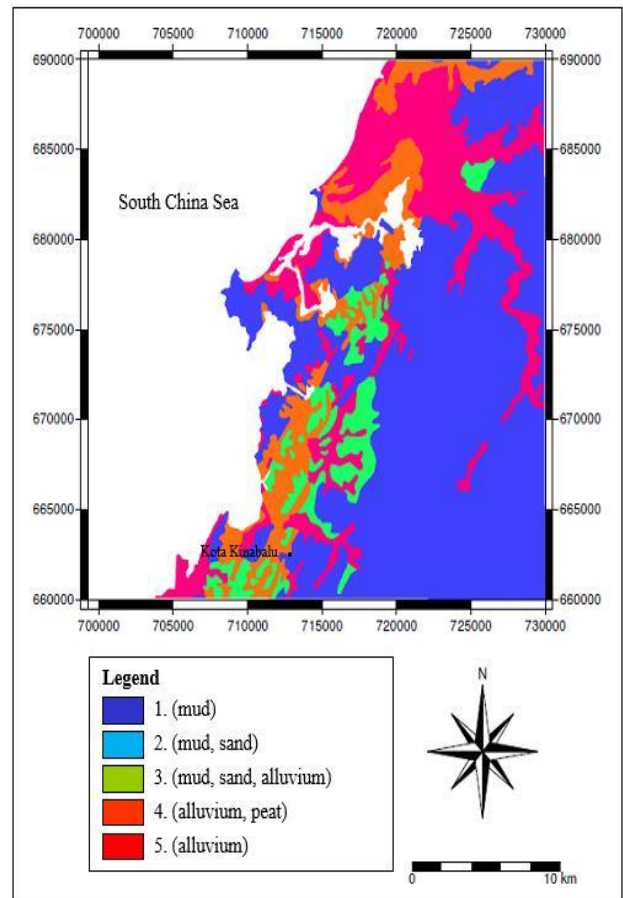 700000 705000 710000 715000 720000 725000 730000
690000 690000
685000 685000
South China Sea
680000 680000
675000 675000
670000 670000
665000 665000
Kota Kinabalu
660000 660000
700000 705000 710000 715000 720000 725000 730000
Legend
1. (mud)
2. (mud, sand)
3. (mud, sand, alluvium)
4. (alluvium, peat)
5. (alluvium)
N
0 10 km